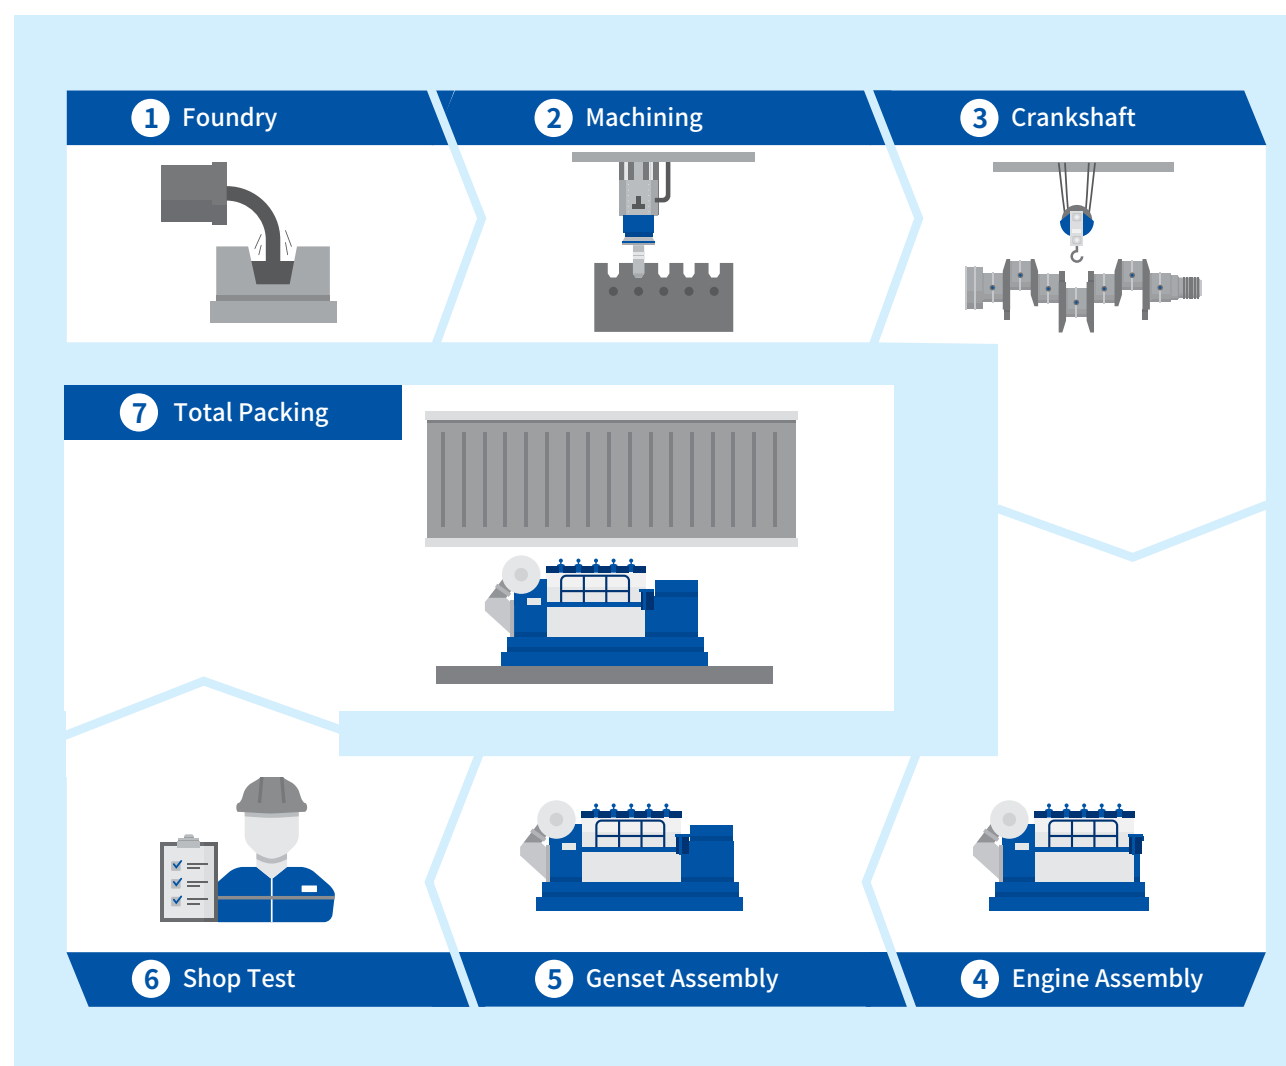 1 Foundry
2 Machining
3 Crankshaft
7 Total Packing
6 Shop Test
5 Genset Assembly
4 Engine Assembly